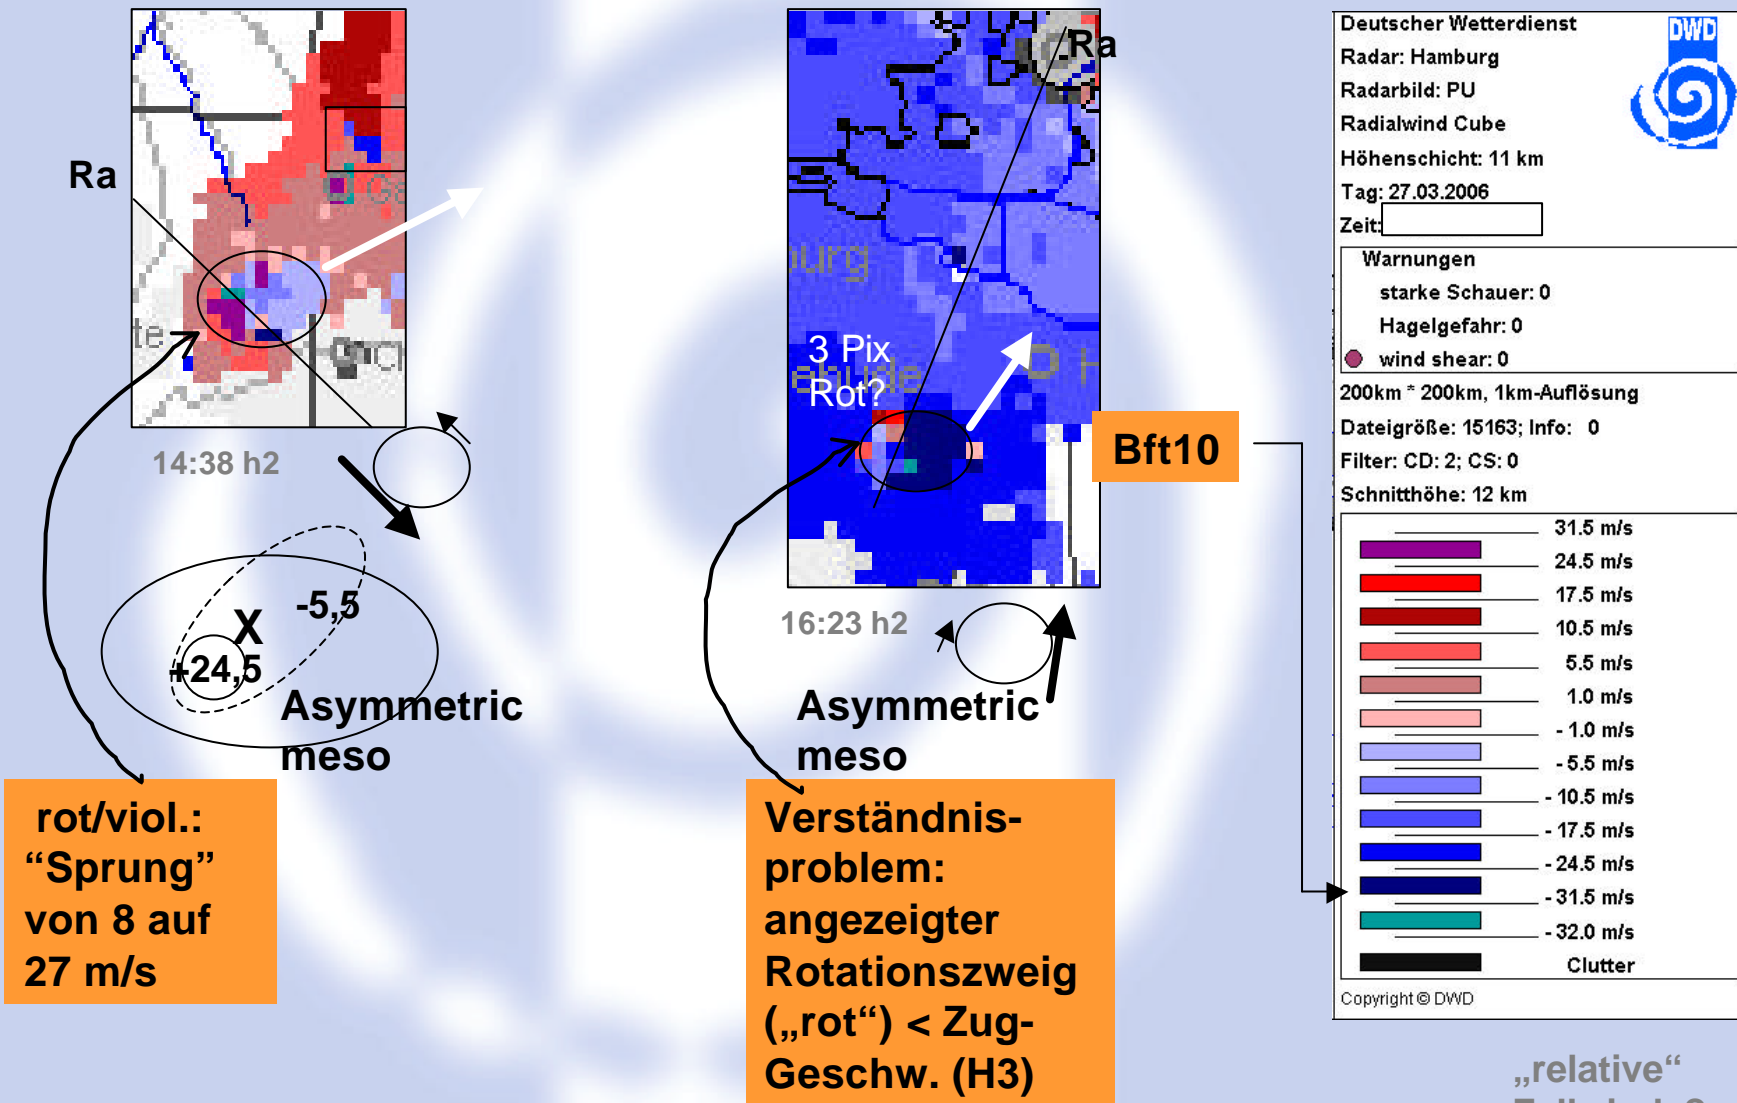 Ra
te
14:38 h2
-5,5
X
+24,5
Asymmetric
meso
rot/viol.:
“Sprung”
von 8 auf
27 m/s
Ra
urg
3 Pix
Rot?
ehude
H
16:23 h2
Asymmetric
meso
Verständnis-
problem:
angezeigter
Rotationszweig
(„rot“) < Zug-
Geschw. (H3)
Bft10
Deutscher Wetterdienst
DWD
Radar: Hamburg
Radarbild: PU
Radialwind Cube
Höhenschicht: 11 km
Tag: 27.03.2006
Zeit:
Warnungen
starke Schauer: 0
Hagelgefahr: 0
wind shear: 0
200km * 200km, 1km-Auflösung
Dateigröße: 15163; Info: 0
Filter: CD: 2; CS: 0
Schnitthöhe: 12 km
31.5 m/s
24.5 m/s
17.5 m/s
10.5 m/s
5.5 m/s
1.0 m/s
- 1.0 m/s
- 5.5 m/s
- 10.5 m/s
- 17.5 m/s
- 24.5 m/s
- 31.5 m/s
- 32.0 m/s
Clutter
Copyright © DWD
„relative“